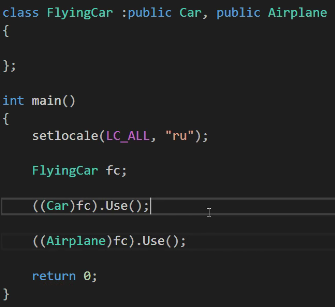 class FlyingCar :public Car, public Airplane
{
};
int main()
{
setlocale(LC_ALL, "ru");
FlyingCar fc;
((Car)fc).Use();
((Airplane)fc).Use();
return 0;
}